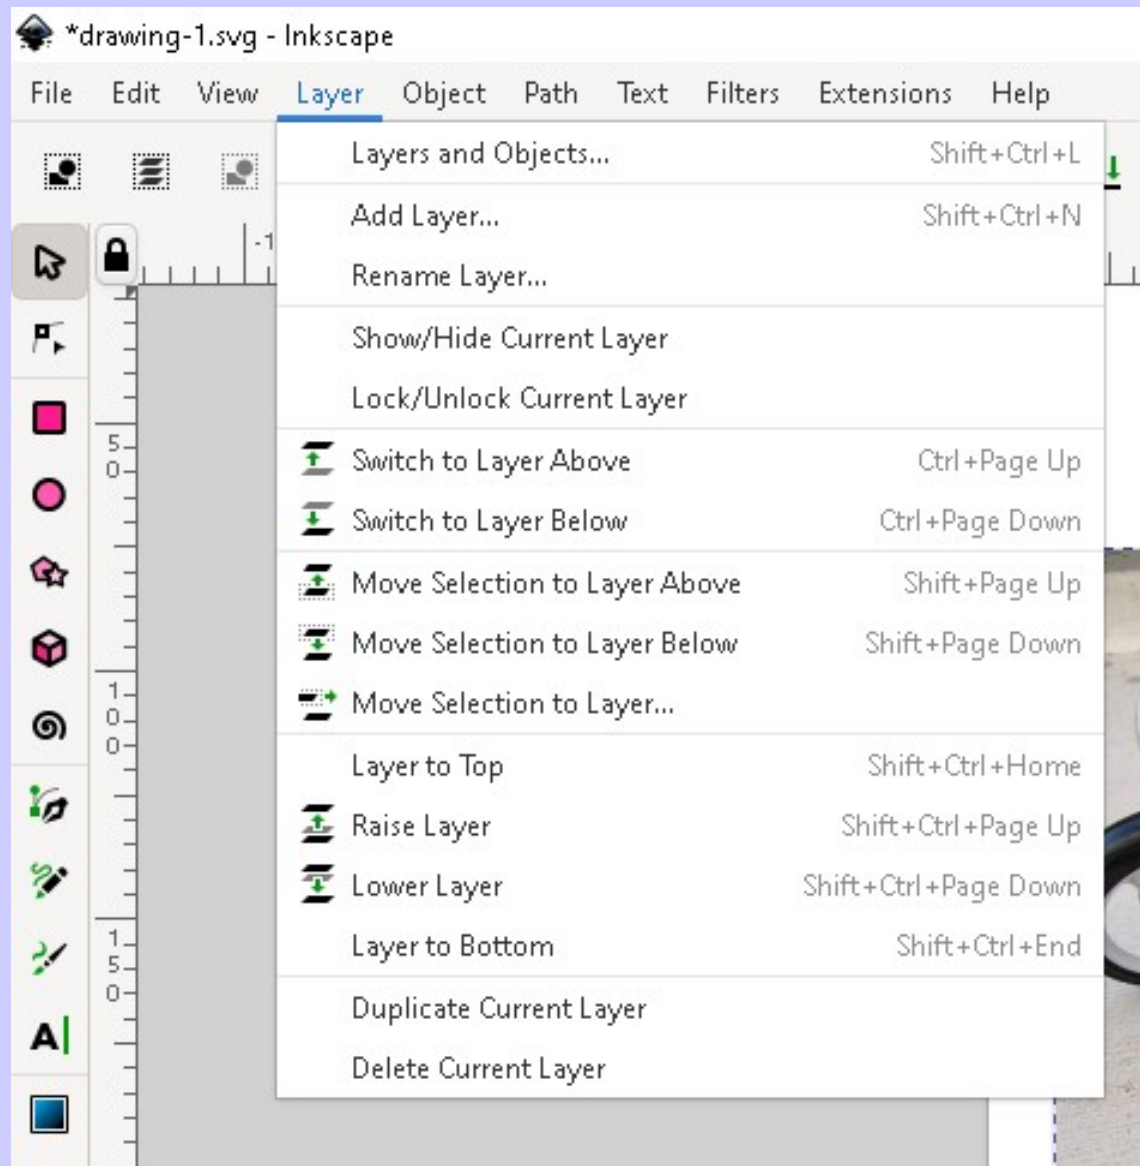 *drawing-1.svg - Inkscape
File Edit View Layer Object Path Text Filters Extensions Help
Layers and Objects... Shift+Ctrl+L
Add Layer... Shift+Ctrl+N
-1
Rename Layer...
Show/Hide Current Layer
Lock/Unlock Current Layer
50
Switch to Layer Above Ctrl+Page Up
Switch to Layer Below Ctrl+Page Down
Move Selection to Layer Above Shift+Page Up
Move Selection to Layer Below Shift+Page Down
100
Move Selection to Layer...
Layer to Top Shift+Ctrl+Home
Raise Layer Shift+Ctrl+Page Up
Lower Layer Shift+Ctrl+Page Down
150
Layer to Bottom Shift+Ctrl+End
Duplicate Current Layer
A
Delete Current Layer